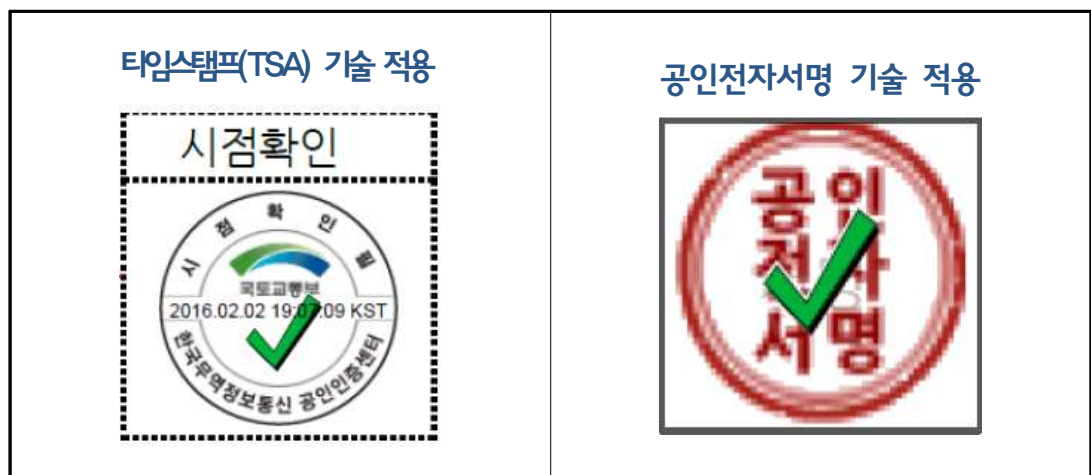 타임스탬프(TSA) 기술 적용
시점확인
시 점 확 인 필
국토교통부
2016.02.02 19:07:09 KST
한국무역정보통신 공인인증센터
공인전자서명 기술 적용
공인
전자
서명